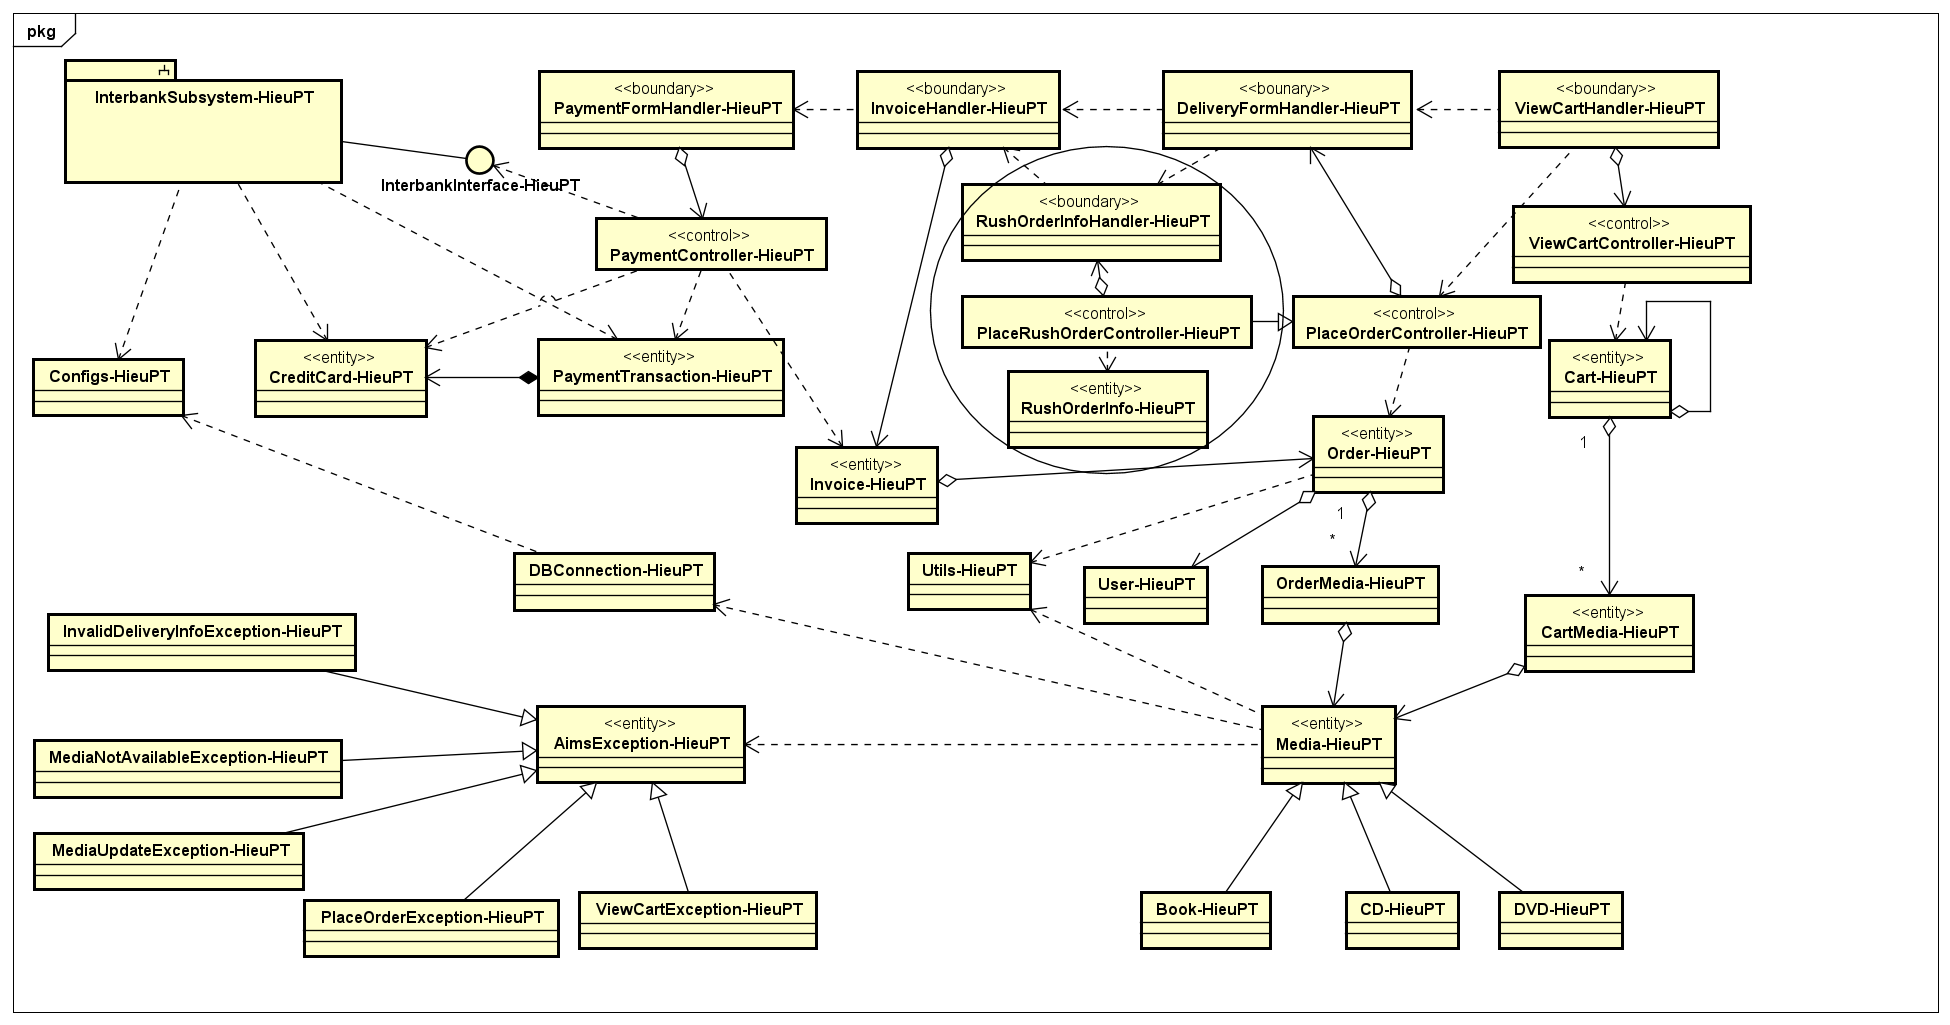 pkg
InterbankSubsystem-HieuPT
<<boundary>>
PaymentFormHandler-HieuPT
<<boundary>>
InvoiceHandler-HieuPT
<<bounary>>
DeliveryFormHandler-HieuPT
<<boundary>>
ViewCartHandler-HieuPT
InterbankInterface-HieuPT
<<boundary>>
RushOrderInfoHandler-HieuPT
<<control>>
PaymentController-HieuPT
<<control>>
ViewCartController-HieuPT
<<control>>
PlaceRushOrderController-HieuPT
<<control>>
PlaceOrderController-HieuPT
Configs-HieuPT
<<entity>>
CreditCard-HieuPT
<<entity>>
PaymentTransaction-HieuPT
<<entity>>
RushOrderInfo-HieuPT
<<entity>>
Cart-HieuPT
1
<<entity>>
Order-HieuPT
<<entity>>
Invoice-HieuPT
1
*
*
DBConnection-HieuPT
Utils-HieuPT
User-HieuPT
OrderMedia-HieuPT
<<entity>>
CartMedia-HieuPT
InvalidDeliveryInfoException-HieuPT
<<entity>>
AimsException-HieuPT
<<entity>>
Media-HieuPT
MediaNotAvailableException-HieuPT
MediaUpdateException-HieuPT
PlaceOrderException-HieuPT
ViewCartException-HieuPT
Book-HieuPT
CD-HieuPT
DVD-HieuPT